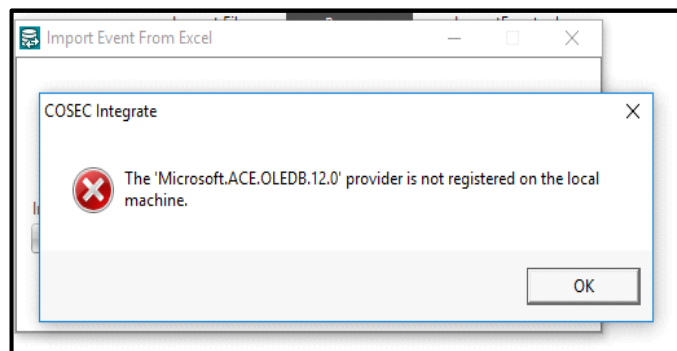 Import Event From Excel
COSEC Integrate
The 'Microsoft.ACE.OLEDB.12.0' provider is not registered on the local
machine.
OK